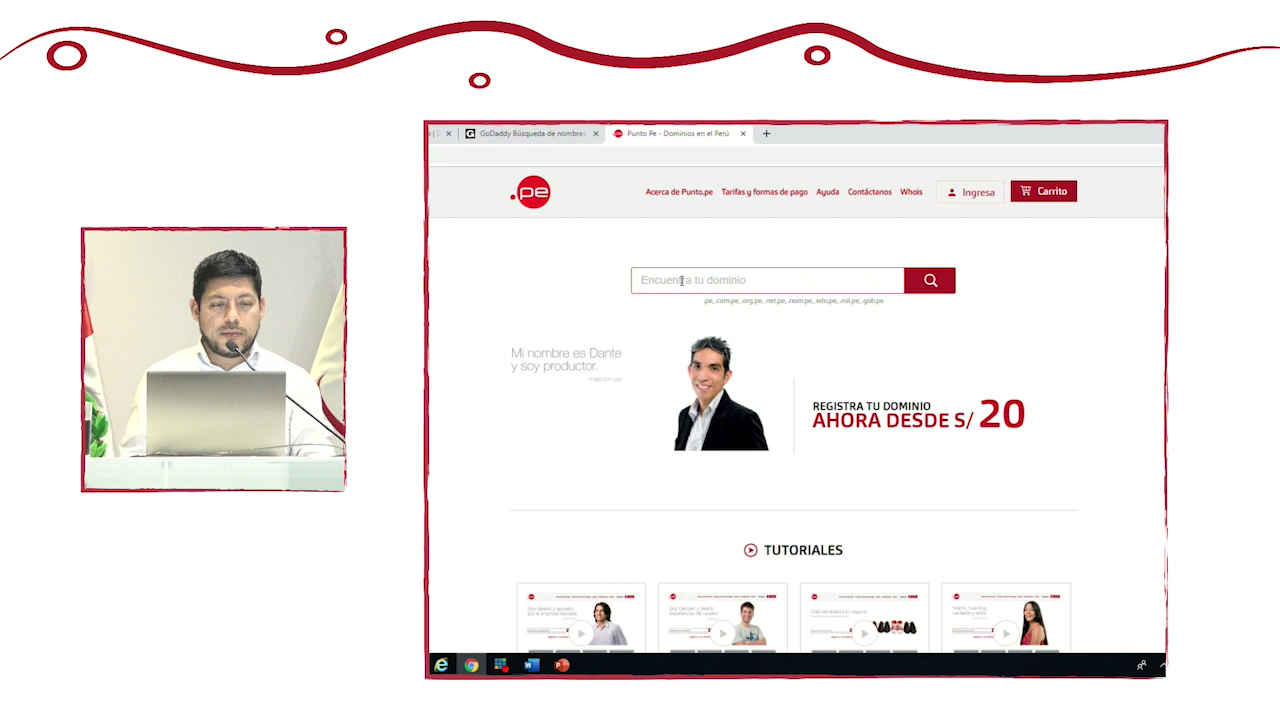 GoDaddy Búsqueda de nombres
Punto Pe - Dominios en el Perú
.pe
Acerca de Punto.pe
Tarifas y formas de pago
Ayuda
Contáctanos
Whois
Ingresa
Carrito
Encuentra tu dominio
.pe, .com.pe, .org.pe, .net.pe, .nom.pe, .edu.pe, .mil.pe, .gob.pe
Mi nombre es Dante
y soy productor.
REGISTRA TU DOMINIO
AHORA DESDE S/ 20
TUTORIALES